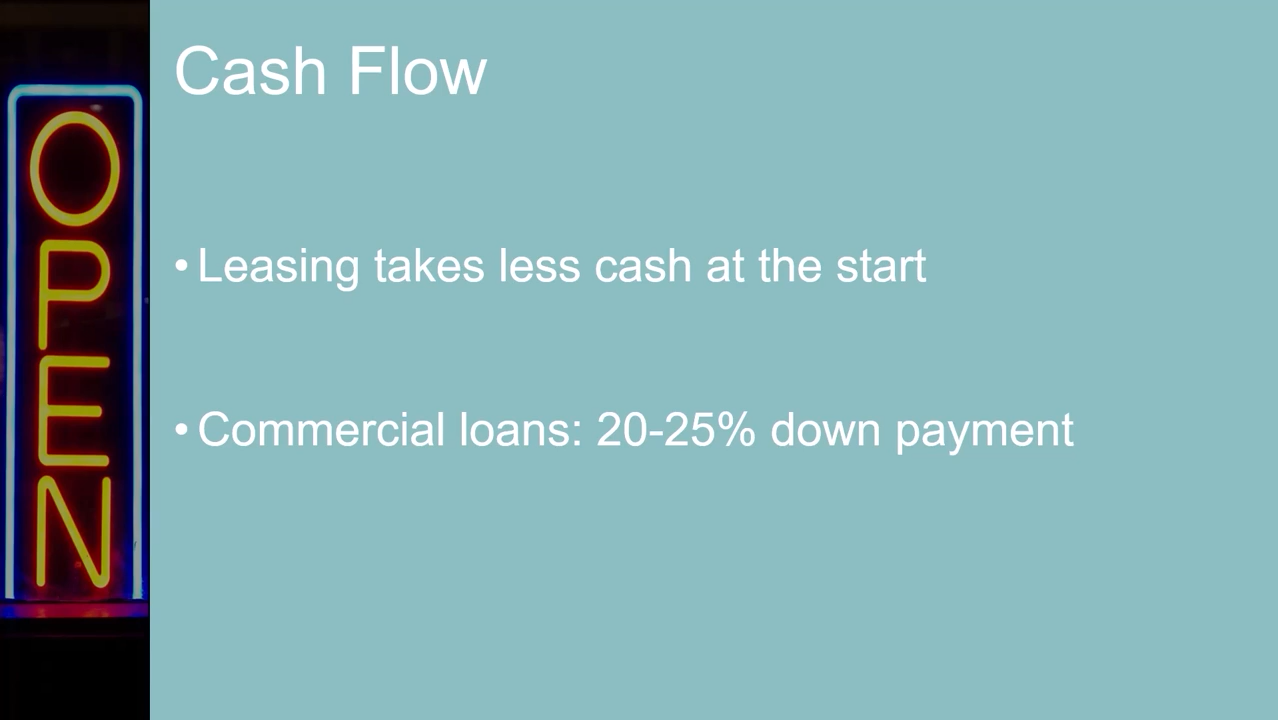 OPEN
Cash Flow
• Leasing takes less cash at the start
• Commercial loans: 20-25% down payment